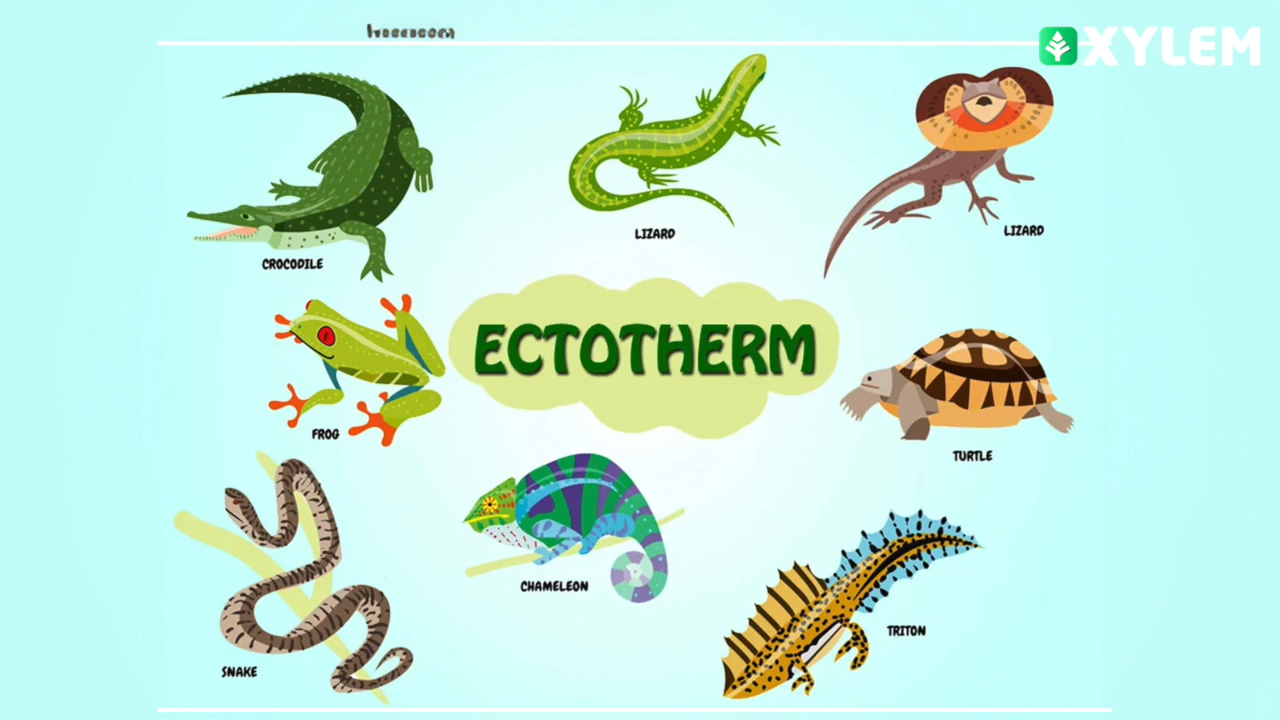 XYLEM
LIZARD
LIZARD
CROCODILE
ECTOTHERM
FROG
TURTLE
CHAMELEON
TRITON
SNAKE